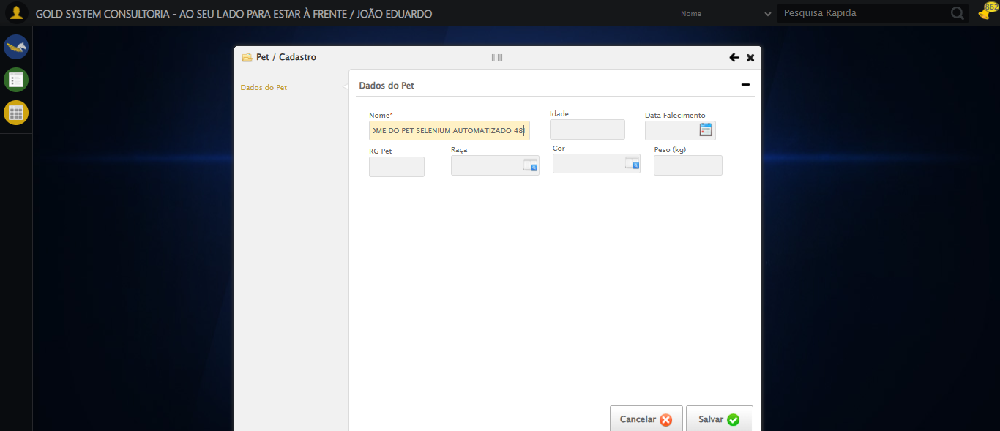 GOLD SYSTEM CONSULTORIA - AO SEU LADO PARA ESTAR À FRENTE / JOÃO EDUARDO
Nome
Pesquisa Rapida
862
Pet / Cadastro
Dados do Pet
Dados do Pet
Nome*
Idade
Data Falecimento
OME DO PET SELENIUM AUTOMATIZADO 48
RG Pet
Raça
Cor
Peso (kg)
Cancelar
Salvar